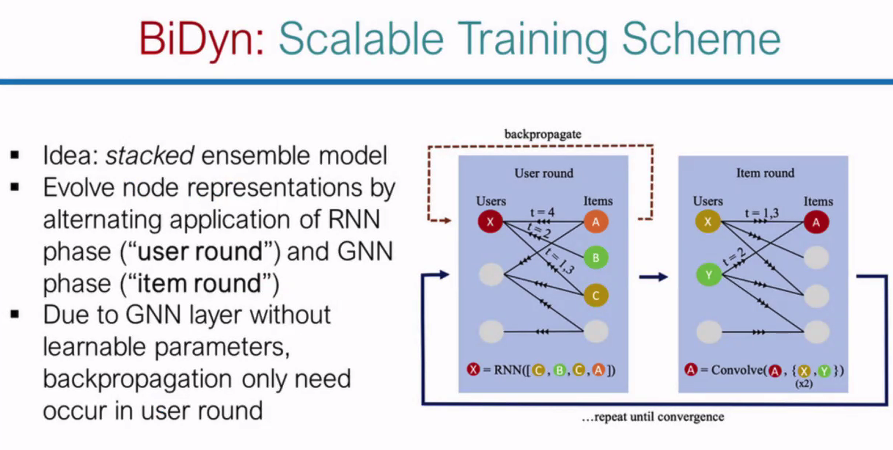 BiDyn: Scalable Training Scheme
▪ Idea: stacked ensemble model
▪ Evolve node representations by
alternating application of RNN
phase (“user round”) and GNN
phase (“item round”)
▪ Due to GNN layer without
learnable parameters,
backpropagation only need
occur in user round
backpropagate
User round
Users
Items
t = 4
t = 2
t = 1,3
X
A
B
C
X = RNN([C, B, C, A])
Item round
Users
Items
t = 1,3
t = 2
X
Y
A
A = Convolve(A, {X, Y})
(x2)
...repeat until convergence